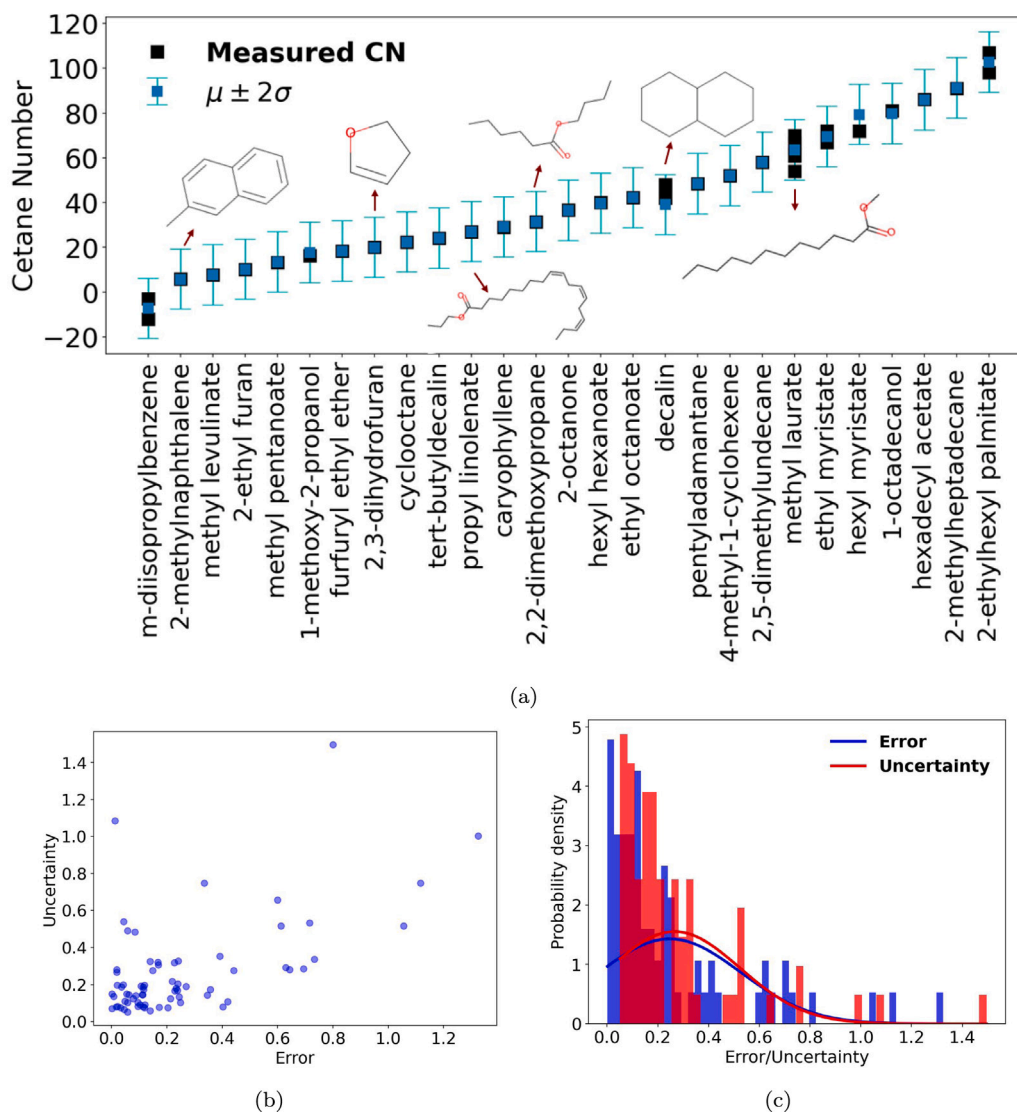 120
100
80
60
40
20
0
−20
Cetane Number
Measured CN
μ ± 2σ
O
O
O
O
O
O
O
m-diisopropylbenzene
2-methylnaphthalene
methyl levulinate
2-ethyl furan
methyl pentanoate
1-methoxy-2-propanol
furfuryl ethyl ether
2,3-dihydrofuran
cyclooctane
tert-butyldecalin
propyl linolenate
caryophyllene
2,2-dimethoxypropane
2-octanone
hexyl hexanoate
ethyl octanoate
decalin
pentyladamantane
4-methyl-1-cyclohexene
2,5-dimethylundecane
methyl laurate
ethyl myristate
hexyl myristate
1-octadecanol
hexadecyl acetate
2-methylheptadecane
2-ethylhexyl palmitate
(a)
1.4
1.2
1.0
0.8
0.6
0.4
0.2
0.0
Uncertainty
0.0 0.2 0.4 0.6 0.8 1.0 1.2
Error
(b)
5
4
3
2
1
0
Probability density
Error
Uncertainty
0.0 0.2 0.4 0.6 0.8 1.0 1.2 1.4
Error/Uncertainty
(c)